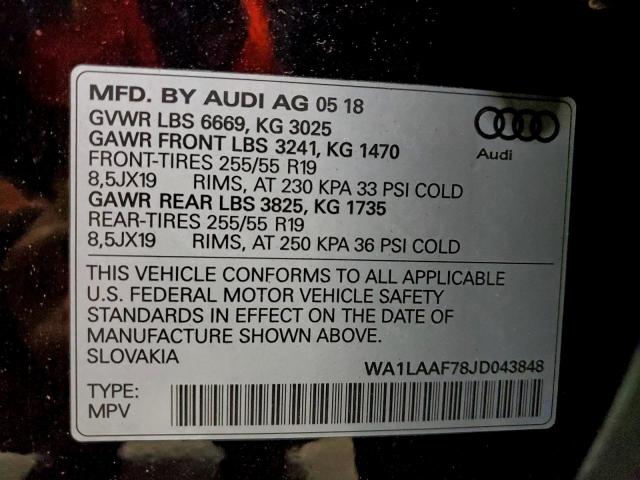 MFD. BY AUDI AG 05 18
GVWR LBS 6669, KG 3025
GAWR FRONT LBS 3241, KG 1470
FRONT-TIRES 255/55 R19
8,5JX19 RIMS, AT 230 KPA 33 PSI COLD
GAWR REAR LBS 3825, KG 1735
REAR-TIRES 255/55 R19
8,5JX19 RIMS, AT 250 KPA 36 PSI COLD
Audi
THIS VEHICLE CONFORMS TO ALL APPLICABLE
U.S. FEDERAL MOTOR VEHICLE SAFETY
STANDARDS IN EFFECT ON THE DATE OF
MANUFACTURE SHOWN ABOVE.
SLOVAKIA WA1LAAF78JD043848
TYPE:
MPV